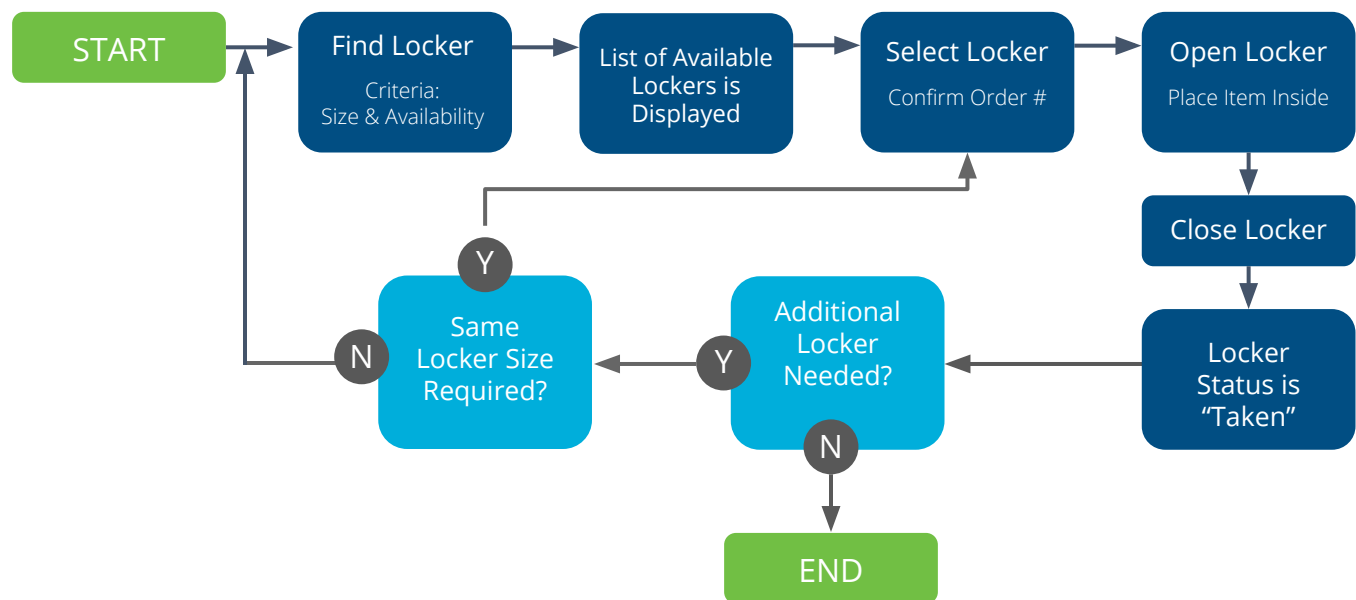 START
Find Locker
Criteria:
Size & Availability
List of Available
Lockers is
Displayed
Select Locker
Confirm Order #
Open Locker
Place Item Inside
Close Locker
Locker
Status is
“Taken”
Additional
Locker
Needed?
Y
N
Same
Locker Size
Required?
Y
N
END